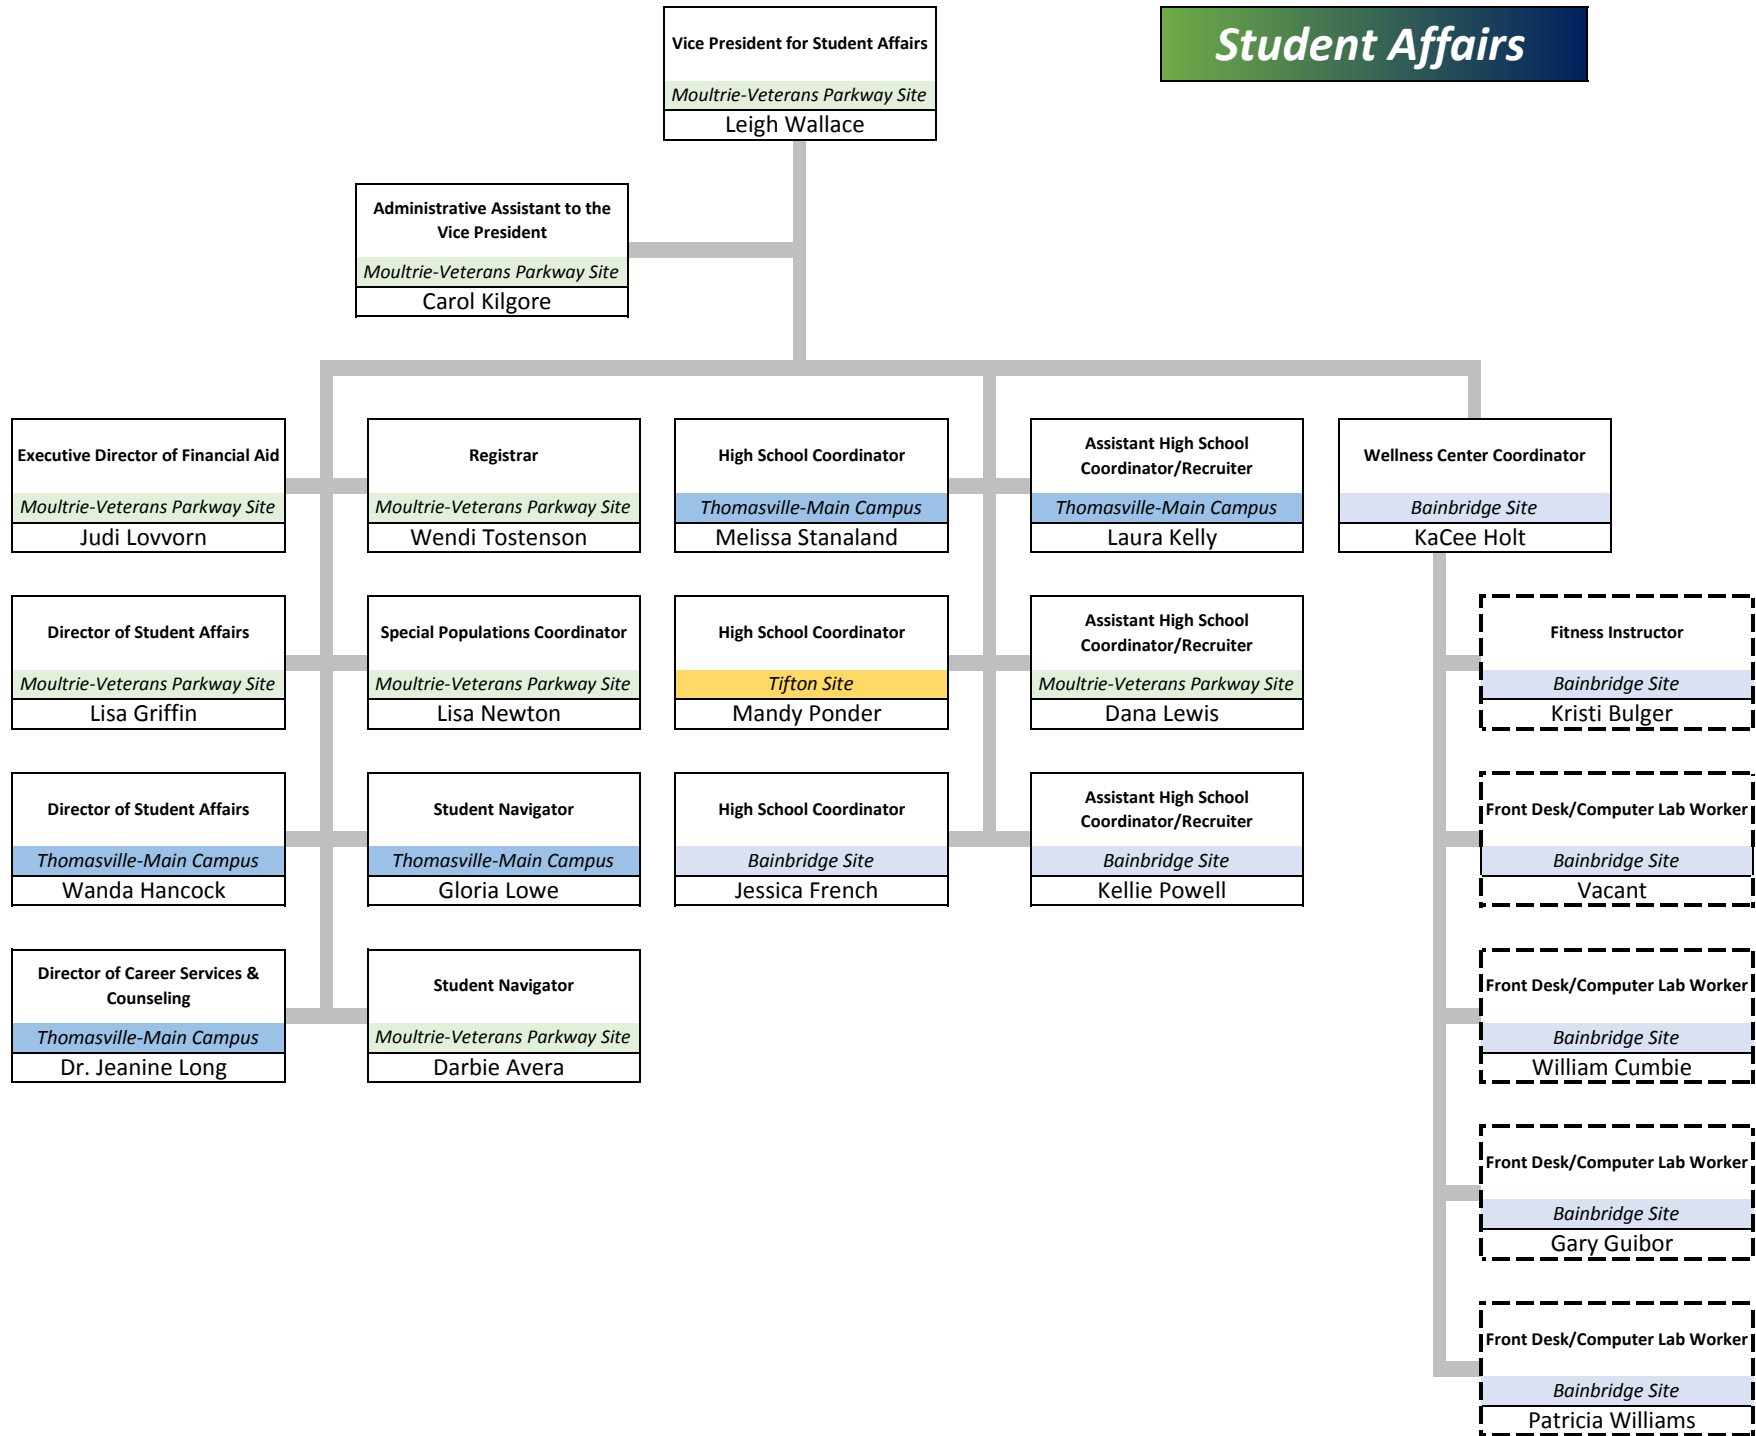 Vice President for Student Affairs
Moultrie-Veterans Parkway Site
Leigh Wallace
Student Affairs
Administrative Assistant to the
Vice President
Moultrie-Veterans Parkway Site
Carol Kilgore
Executive Director of Financial Aid
Moultrie-Veterans Parkway Site
Judi Lovvorn
Registrar
Moultrie-Veterans Parkway Site
Wendi Tostenson
High School Coordinator
Thomasville-Main Campus
Melissa Stanaland
Assistant High School
Coordinator/Recruiter
Thomasville-Main Campus
Laura Kelly
Wellness Center Coordinator
Bainbridge Site
KaCee Holt
Director of Student Affairs
Moultrie-Veterans Parkway Site
Lisa Griffin
Special Populations Coordinator
Moultrie-Veterans Parkway Site
Lisa Newton
High School Coordinator
Tifton Site
Mandy Ponder
Assistant High School
Coordinator/Recruiter
Moultrie-Veterans Parkway Site
Dana Lewis
Fitness Instructor
Bainbridge Site
Kristi Bulger
Director of Student Affairs
Thomasville-Main Campus
Wanda Hancock
Student Navigator
Thomasville-Main Campus
Gloria Lowe
High School Coordinator
Bainbridge Site
Jessica French
Assistant High School
Coordinator/Recruiter
Bainbridge Site
Kellie Powell
Front Desk/Computer Lab Worker
Bainbridge Site
Vacant
Director of Career Services &
Counseling
Thomasville-Main Campus
Dr. Jeanine Long
Student Navigator
Moultrie-Veterans Parkway Site
Darbie Avera
Front Desk/Computer Lab Worker
Bainbridge Site
William Cumbie
Front Desk/Computer Lab Worker
Bainbridge Site
Gary Guibor
Front Desk/Computer Lab Worker
Bainbridge Site
Patricia Williams